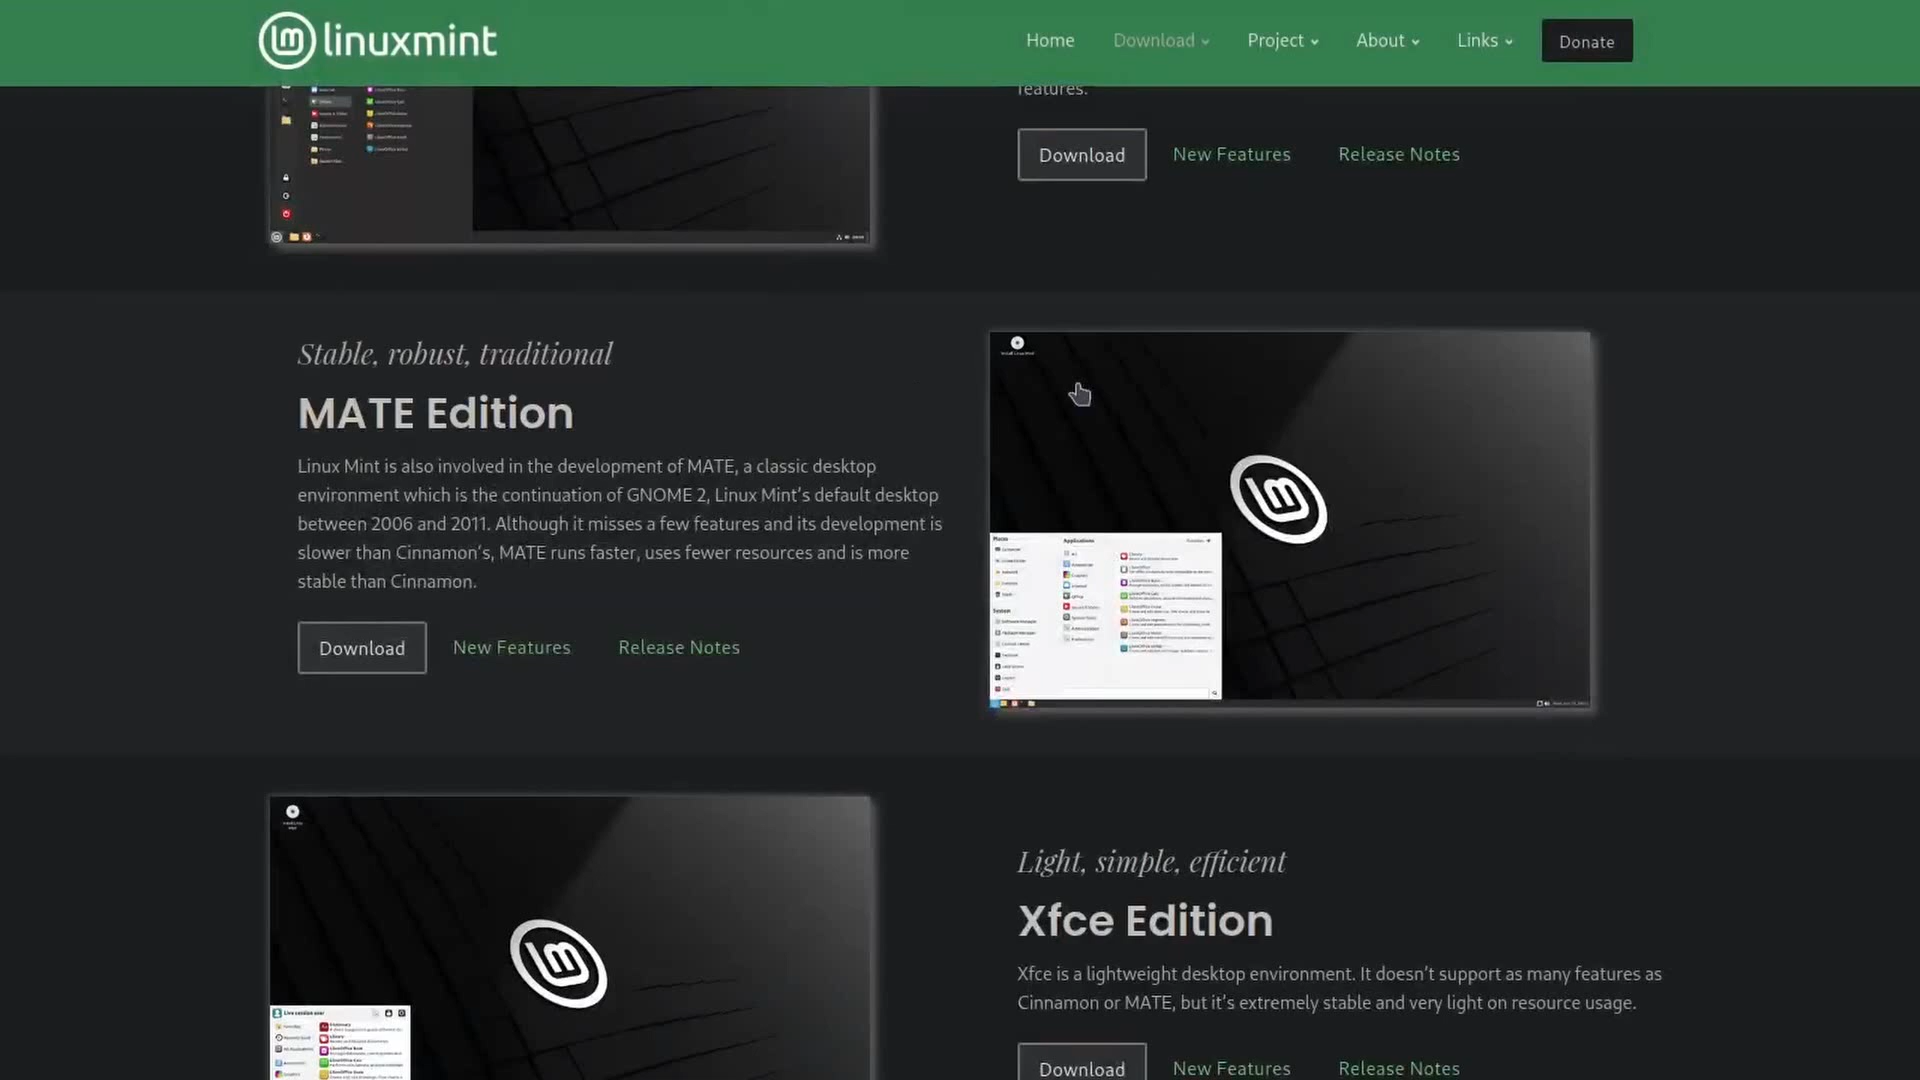 linuxmint
Home
Download
Project
About
Links
Donate
features.
Download
New Features
Release Notes
Stable, robust, traditional
MATE Edition
Linux Mint is also involved in the development of MATE, a classic desktop
environment which is the continuation of GNOME 2, Linux Mint’s default desktop
between 2006 and 2011. Although it misses a few features and its development is
slower than Cinnamon’s, MATE runs faster, uses fewer resources and is more
stable than Cinnamon.
Download
New Features
Release Notes
Applications
Light, simple, efficient
Xfce Edition
Xfce is a lightweight desktop environment. It doesn’t support as many features as
Cinnamon or MATE, but it’s extremely stable and very light on resource usage.
Download
New Features
Release Notes
Live session user